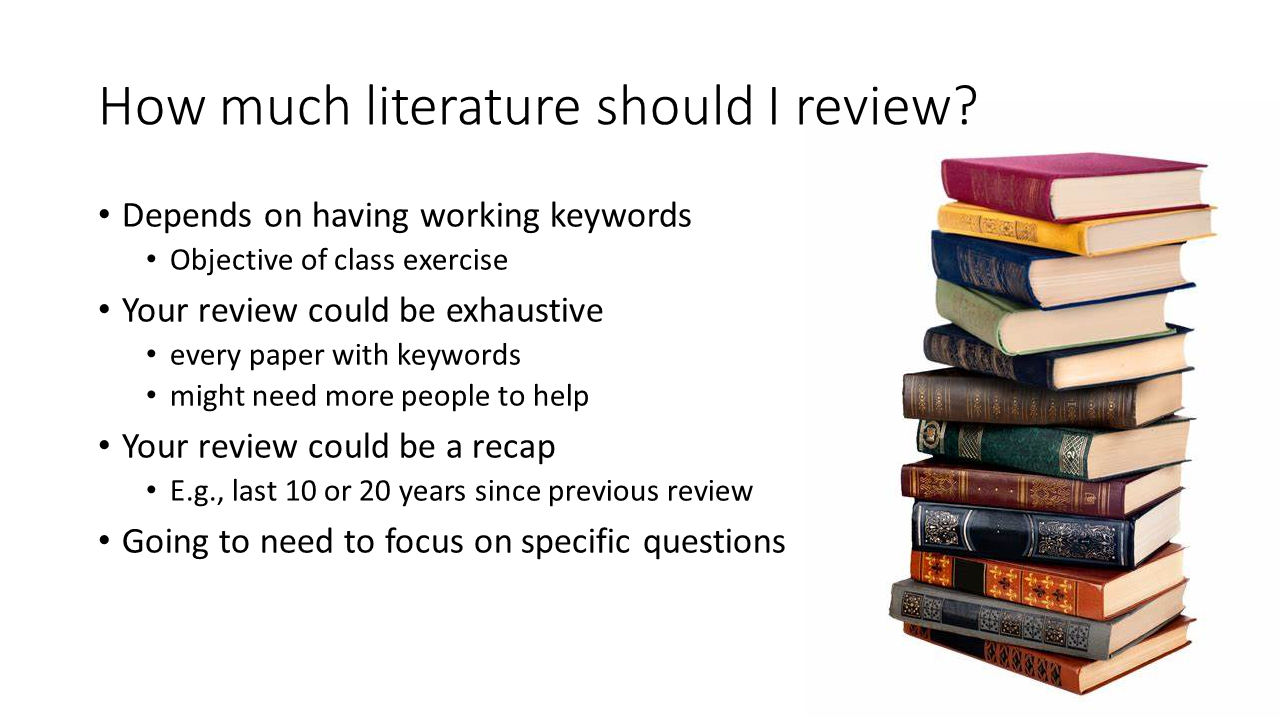 How much literature should I review?
• Depends on having working keywords
• Objective of class exercise
• Your review could be exhaustive
• every paper with keywords
• might need more people to help
• Your review could be a recap
• E.g., last 10 or 20 years since previous review
• Going to need to focus on specific questions